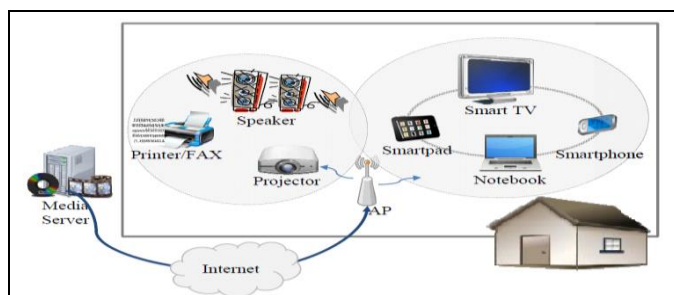 Speaker
Printer/FAX
Projector
Smart TV
Smartpad
Smartphone
Notebook
Media
Server
AP
Internet